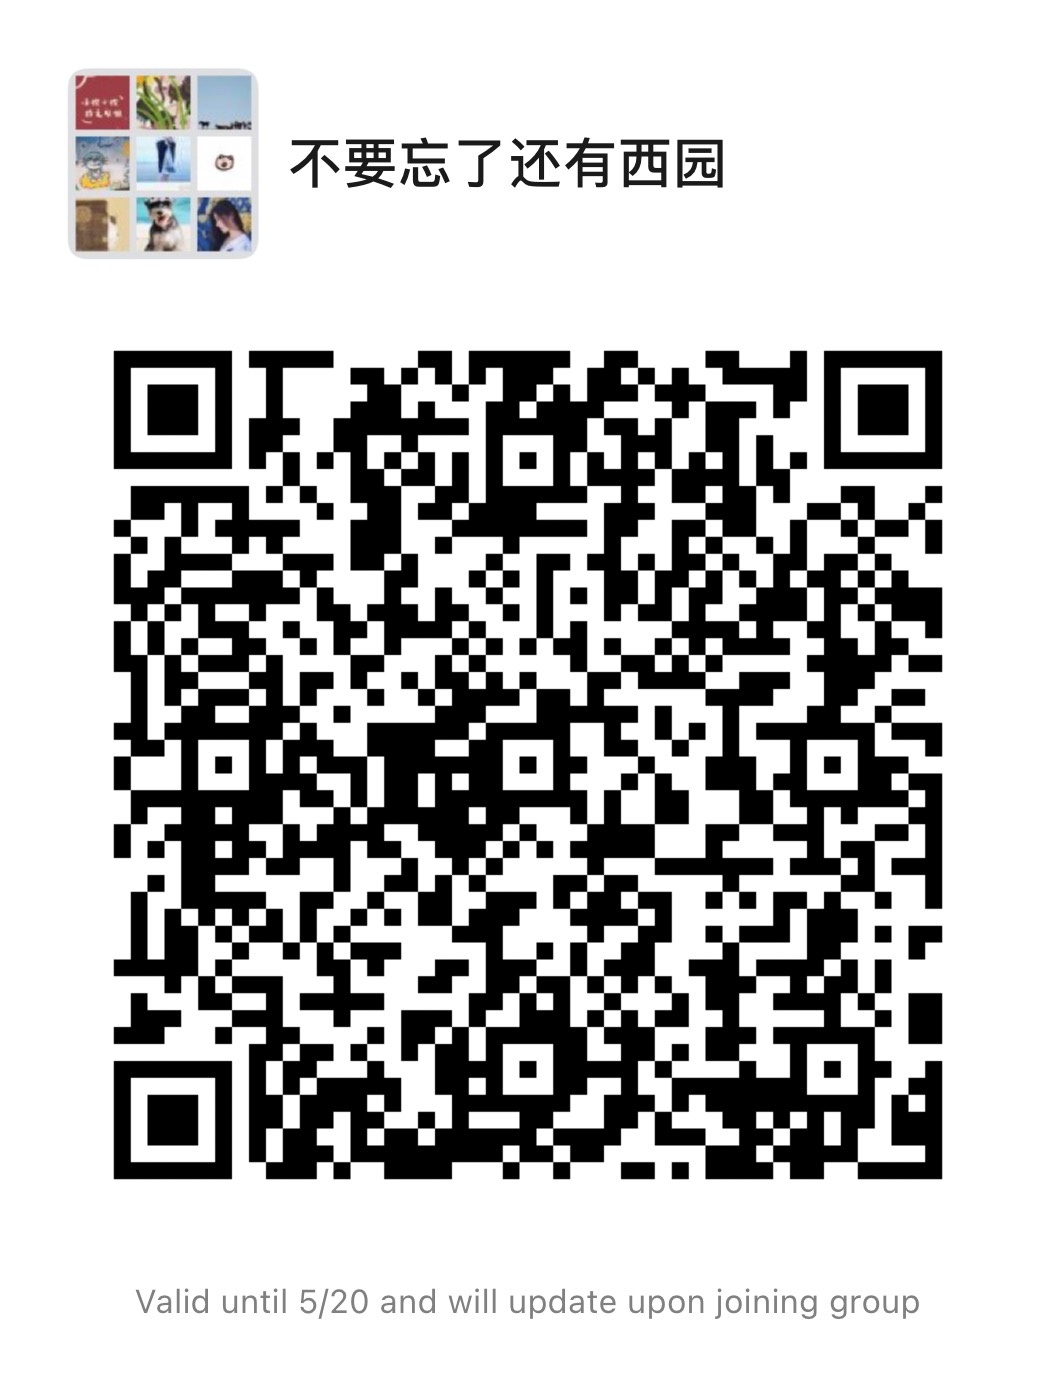 不要忘了还有西园
Valid until 5/20 and will update upon joining group